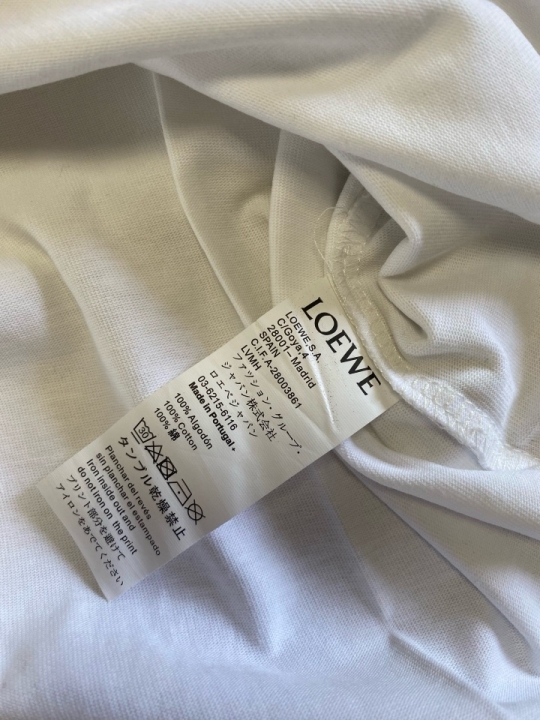 LOEWE
LOEWE.S.A.
C/Goya.4
28001-Madrid
SPAIN
C.I.F.A-28003861
LVMH
ファッション・グループ・
ジャパン株式会社
ロエベジャパン
03-6215-6116
Made in Portugal.
100% Algodón
100% Cotton
100% 綿
30
タンブル乾燥禁止
Planchar del revés
sin planchar el estampado
Iron inside out and
do not iron on the print
プリント部分を避けて
アイロンをあててください